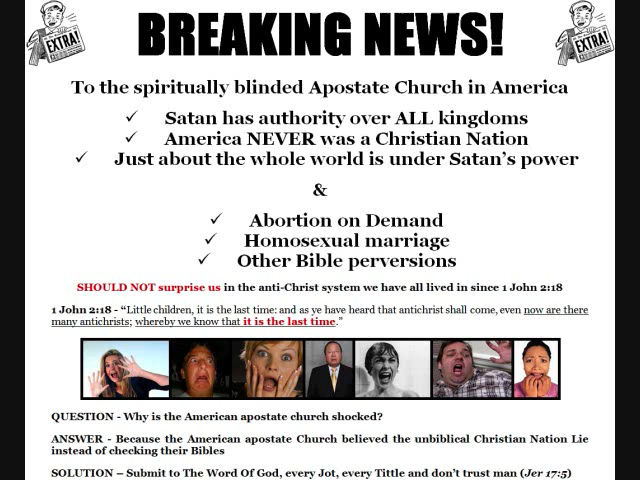 BREAKING NEWS!
EXTRA!
EXTRA!
To the spiritually blinded Apostate Church in America
✓ Satan has authority over ALL kingdoms
✓ America NEVER was a Christian Nation
✓ Just about the whole world is under Satan's power
&
✓ Abortion on Demand
✓ Homosexual marriage
✓ Other Bible perversions
SHOULD NOT surprise us in the anti-Christ system we have all lived in since 1 John 2:18
1 John 2:18 - “Little children, it is the last time: and as ye have heard that antichrist shall come, even now are there
many antichrists; whereby we know that it is the last time.”
QUESTION - Why is the American apostate church shocked?
ANSWER - Because the American apostate Church believed the unbiblical Christian Nation Lie
instead of checking their Bibles
SOLUTION – Submit to The Word Of God, every Jot, every Tittle and don't trust man (Jer 17:5)